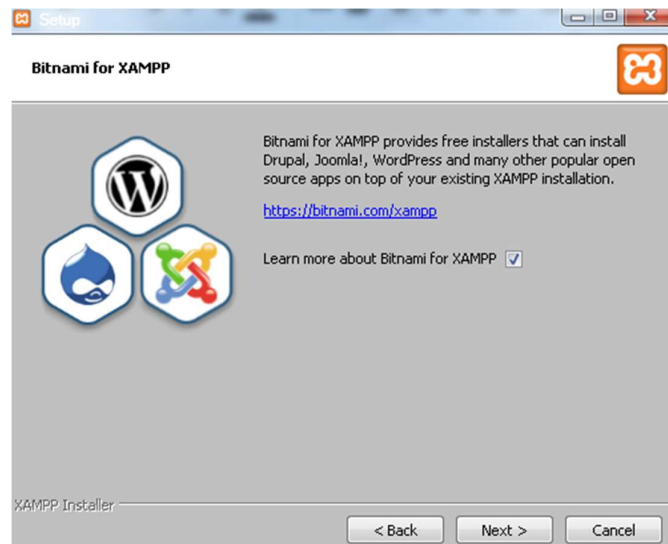 Setup
Bitnami for XAMPP
Bitnami for XAMPP provides free installers that can install
Drupal, Joomla!, WordPress and many other popular open
source apps on top of your existing XAMPP installation.
https://bitnami.com/xampp
Learn more about Bitnami for XAMPP
XAMPP Installer
< Back
Next >
Cancel